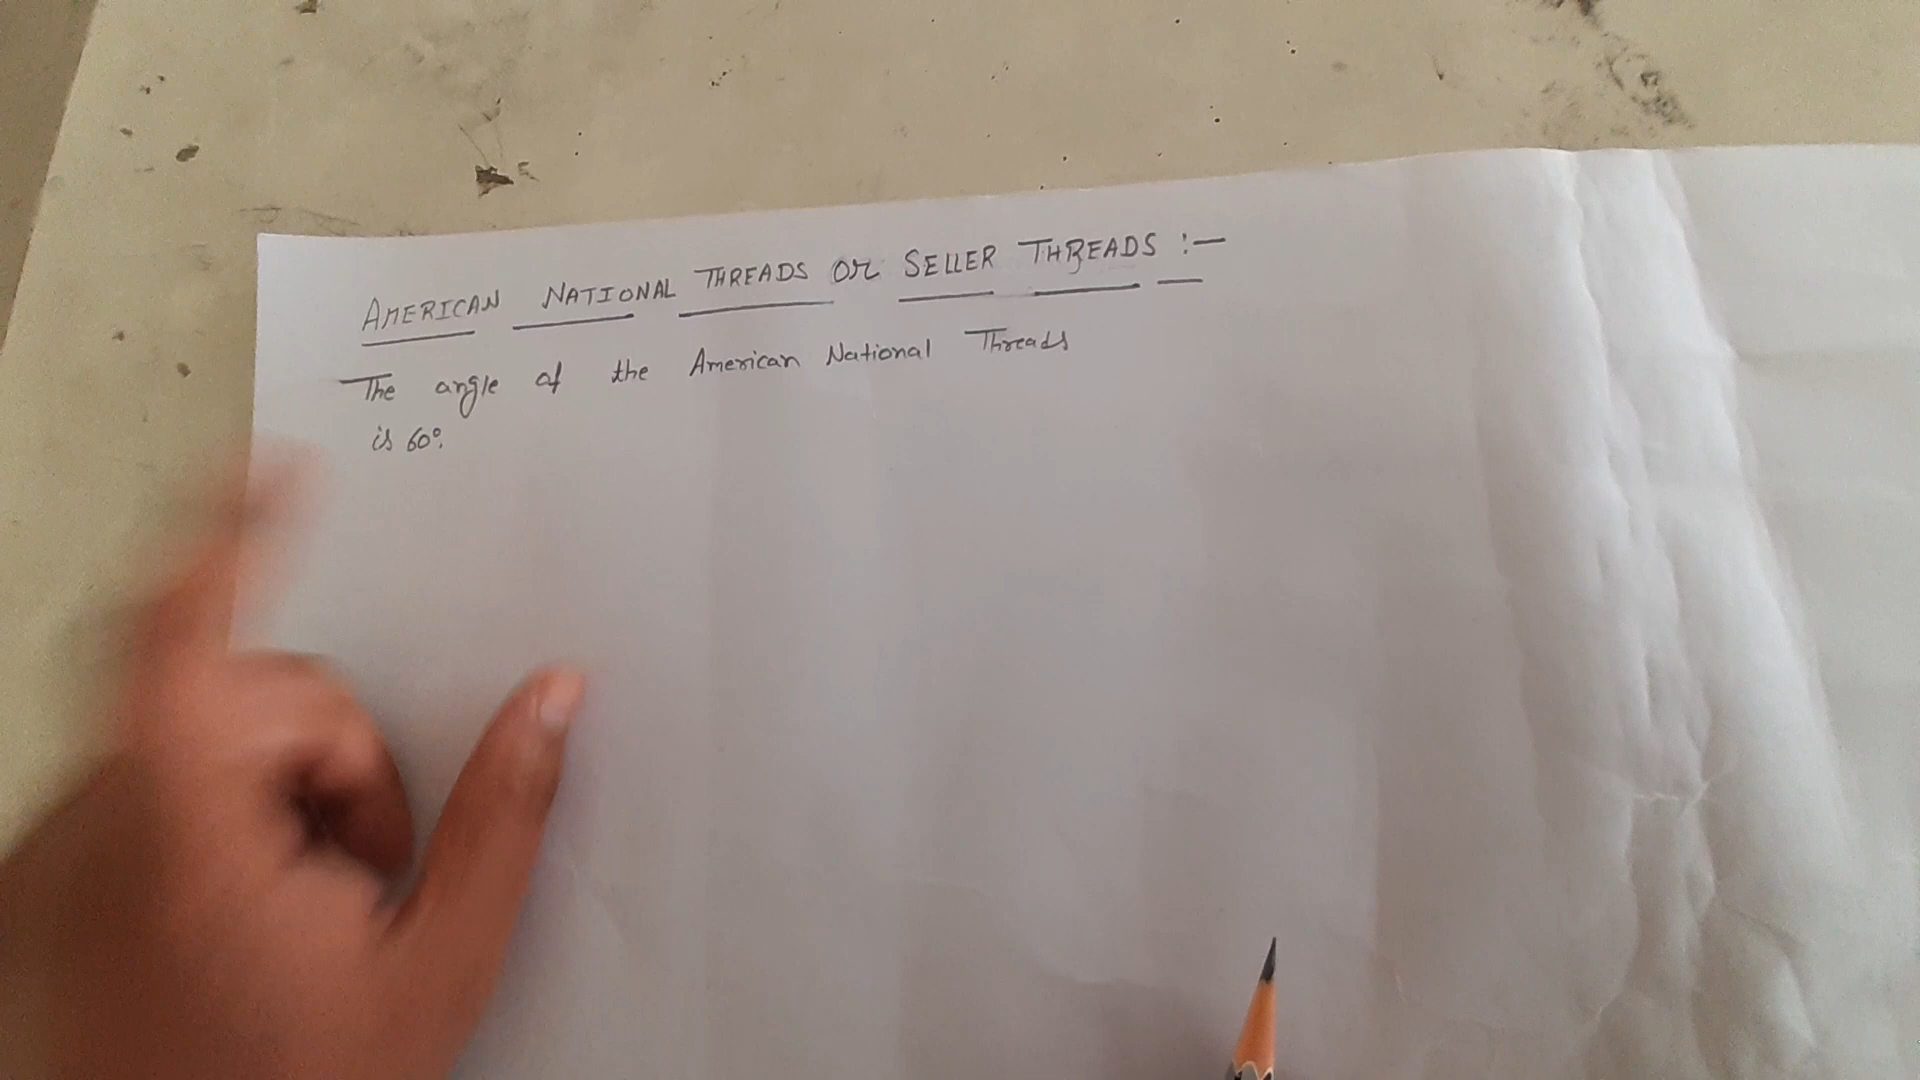 AMERICAN NATIONAL THREADS OR SELLER THREADS :-
The angle of the American National Threads
is 60°.